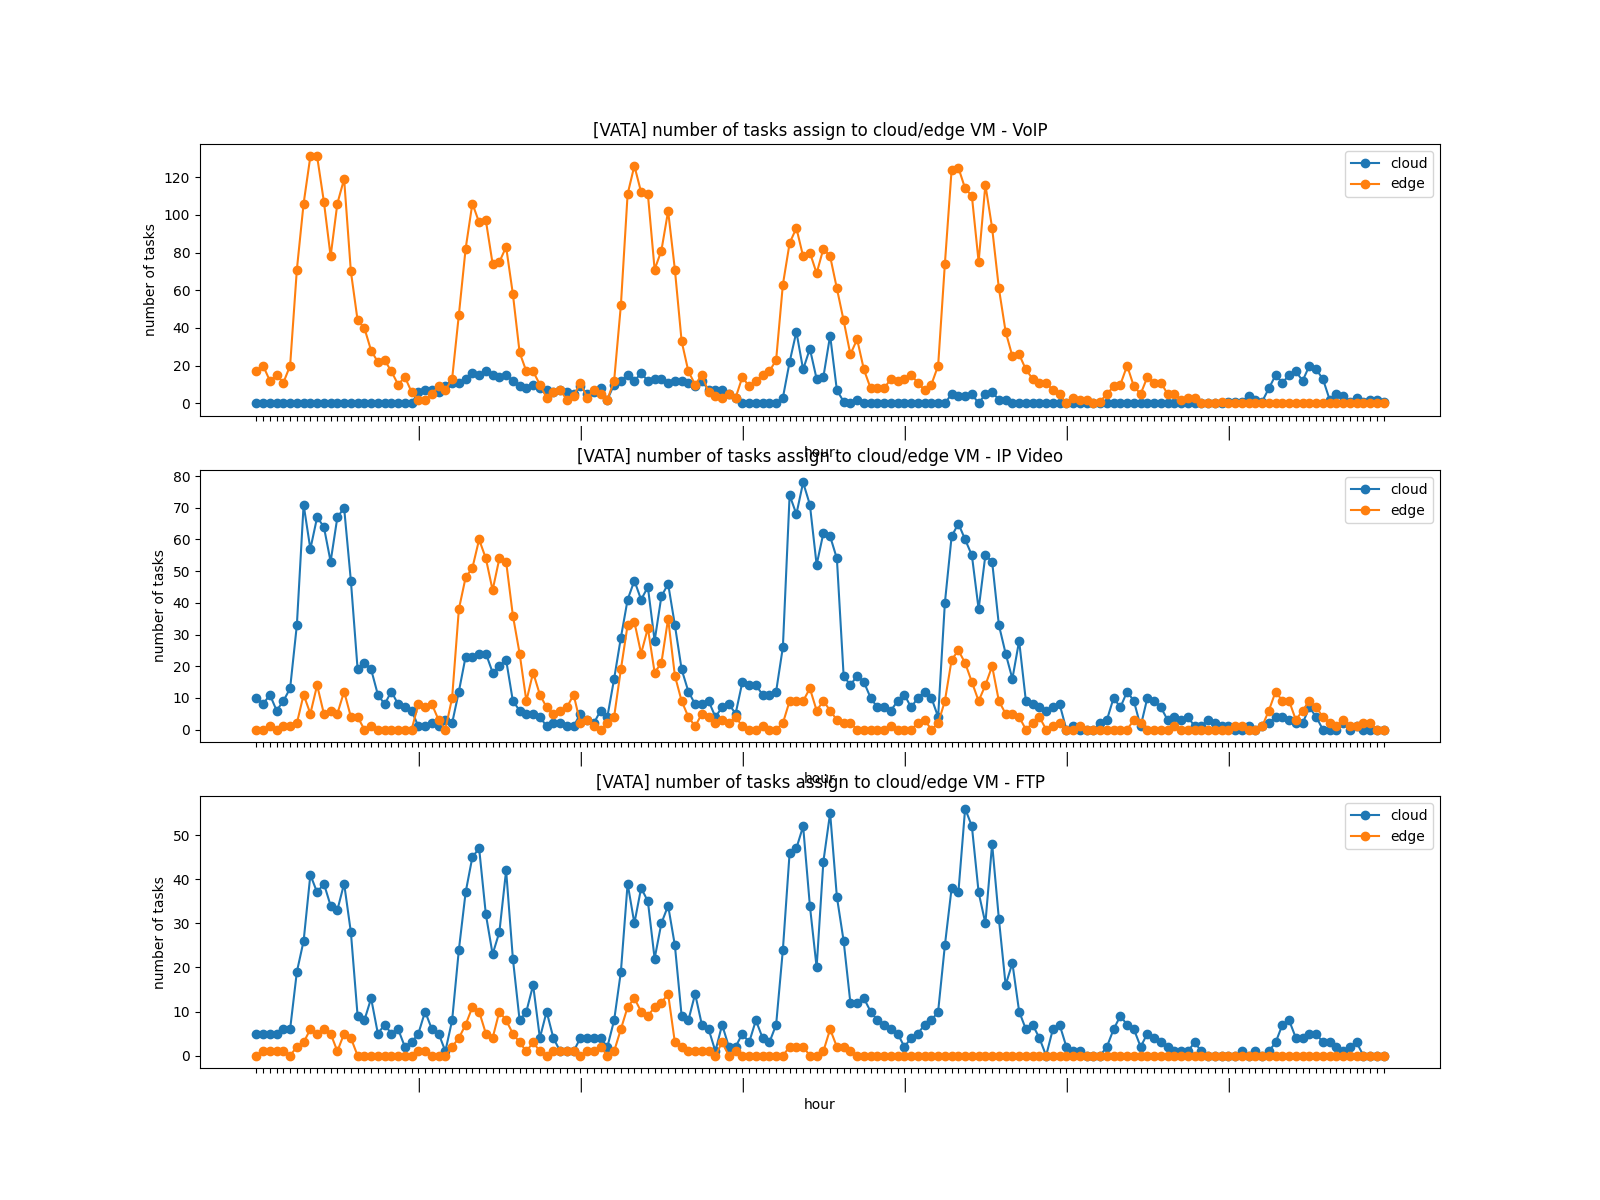 [VATA] number of tasks assign to cloud/edge VM - VoIP
cloud
edge
number of tasks
120
100
80
60
40
20
0
hour
[VATA] number of tasks assign to cloud/edge VM - IP Video
cloud
edge
number of tasks
80
70
60
50
40
30
20
10
0
hour
[VATA] number of tasks assign to cloud/edge VM - FTP
cloud
edge
number of tasks
50
40
30
20
10
0
hour